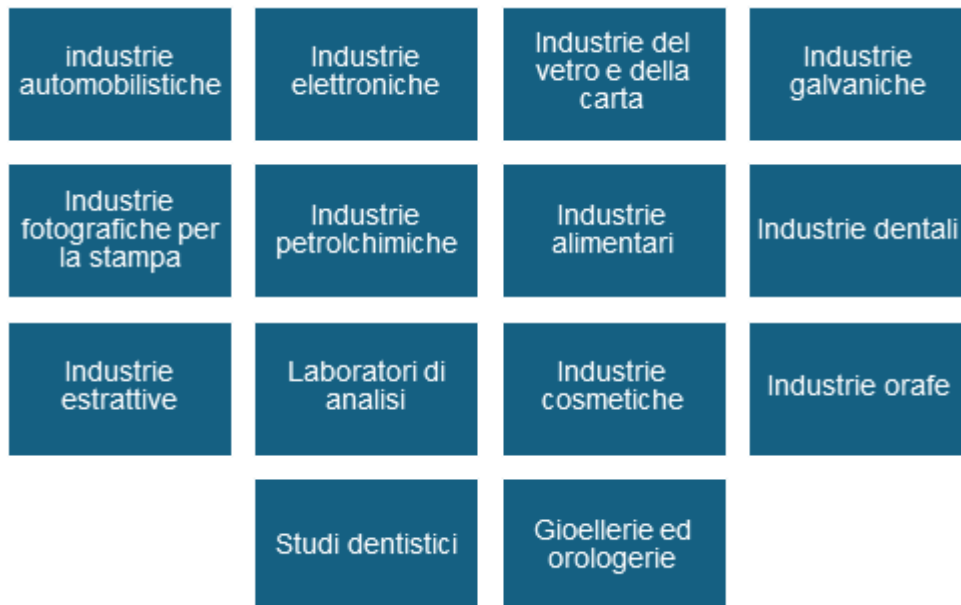 industrie
automobilistiche
Industrie
elettroniche
Industrie del
vetro e della
carta
Industrie
galvaniche
Industrie
fotografiche per
la stampa
Industrie
petrolchimiche
Industrie
alimentari
Industrie dentali
Industrie
estrattive
Laboratori di
analisi
Industrie
cosmetiche
Industrie orafe
Studi dentistici
Gioellerie ed
orologerie